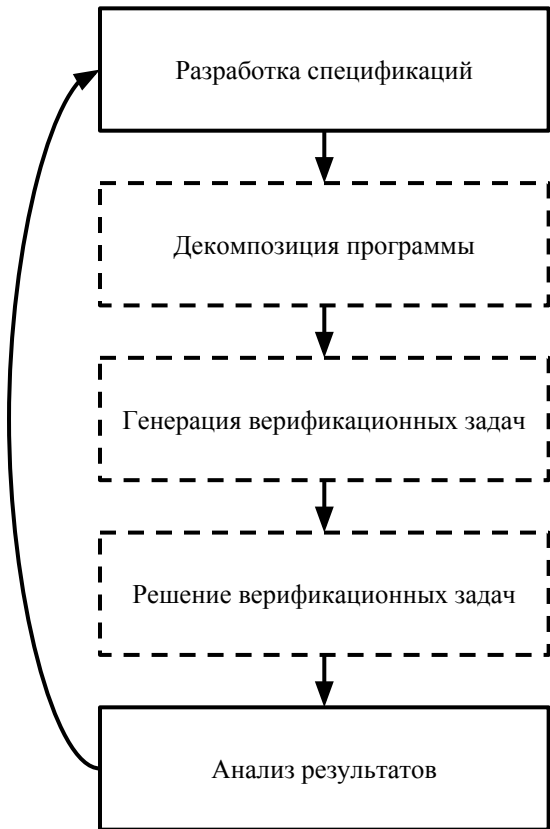 Разработка спецификаций
Декомпозиция программы
Генерация верификационных задач
Решение верификационных задач
Анализ результатов